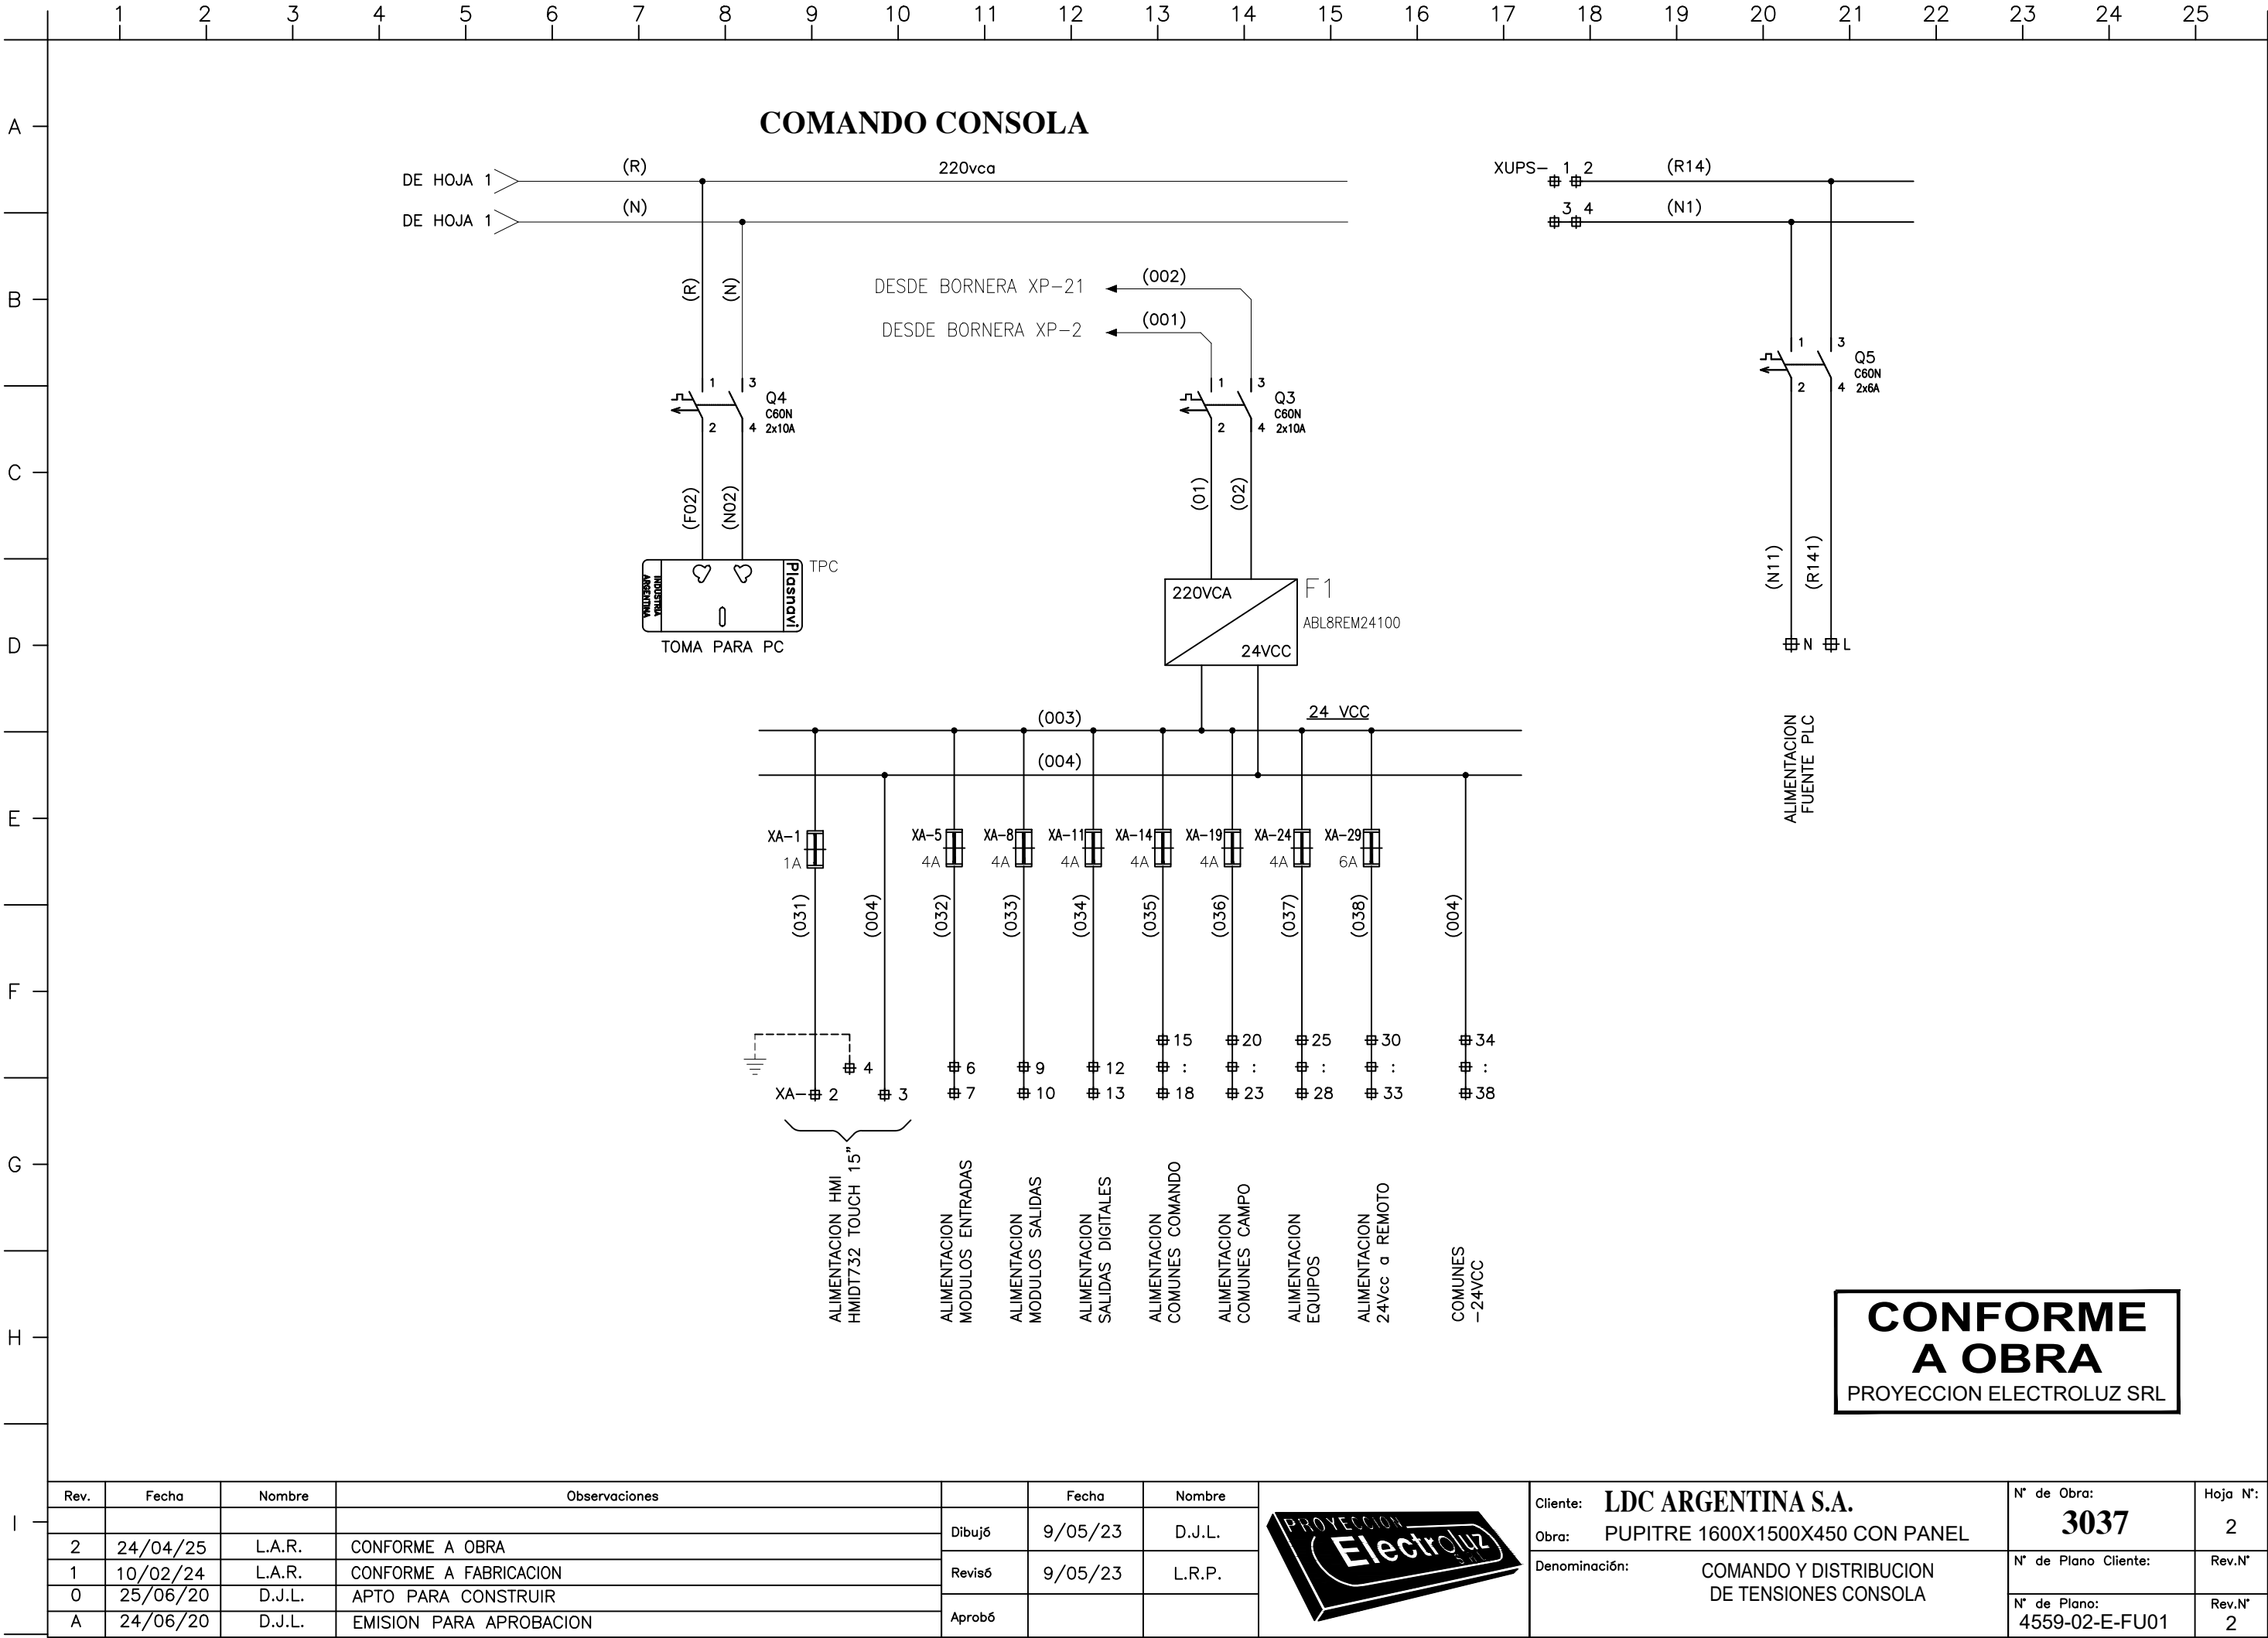 1 2 3 4 5 6 7 8 9 10 11 12 13 14 15 16 17 18 19 20 21 22 23 24 25
A
B
C
D
E
F
G
H
I
COMANDO CONSOLA
DE HOJA 1 (R) 220vca
DE HOJA 1 (N)
XUPS- 1 2 (R14)
3 4 (N1)
(R) (N)
DESDE BORNERA XP-21 (002)
DESDE BORNERA XP-2 (001)
1 3
2 4
Q4
C60N
2x10A
1 3
2 4
Q3
C60N
2x10A
1 3
2 4
Q5
C60N
2x6A
(F02) (N02)
(01) (02)
(N11) (R141)
INDUSTRIA
ARGENTINA
Plasnavi
TPC
TOMA PARA PC
220VCA
24VCC
F1
ABL8REM24100
N L
ALIMENTACION
FUENTE PLC
(003) 24 VCC
(004)
XA-1
1A
XA-5
4A
XA-8
4A
XA-11
4A
XA-14
4A
XA-19
4A
XA-24
4A
XA-29
6A
(031) (004) (032) (033) (034) (035) (036) (037) (038) (004)
15 20 25 30 34
4 6 9 12 : : : : :
XA- 2 3 7 10 13 18 23 28 33 38
ALIMENTACION HMI
HMIDT732 TOUCH 15"
ALIMENTACION
MODULOS ENTRADAS
ALIMENTACION
MODULOS SALIDAS
ALIMENTACION
SALIDAS DIGITALES
ALIMENTACION
COMUNES COMANDO
ALIMENTACION
COMUNES CAMPO
ALIMENTACION
EQUIPOS
ALIMENTACION
24Vcc a REMOTO
COMUNES
-24VCC
CONFORME
A OBRA
PROYECCION ELECTROLUZ SRL
Rev. Fecha Nombre Observaciones
2 24/04/25 L.A.R. CONFORME A OBRA
1 10/02/24 L.A.R. CONFORME A FABRICACION
0 25/06/20 D.J.L. APTO PARA CONSTRUIR
A 24/06/20 D.J.L. EMISION PARA APROBACION
Fecha Nombre
Dibujó 9/05/23 D.J.L.
Revisó 9/05/23 L.R.P.
Aprobó
PROYECCION
Electroluz
S.R.L.
Cliente: LDC ARGENTINA S.A.
Obra: PUPITRE 1600X1500X450 CON PANEL
Denominación: COMANDO Y DISTRIBUCION
DE TENSIONES CONSOLA
N° de Obra:
3037
Hoja N°:
2
N° de Plano Cliente:
Rev.N°
N° de Plano:
4559-02-E-FU01
Rev.N°
2